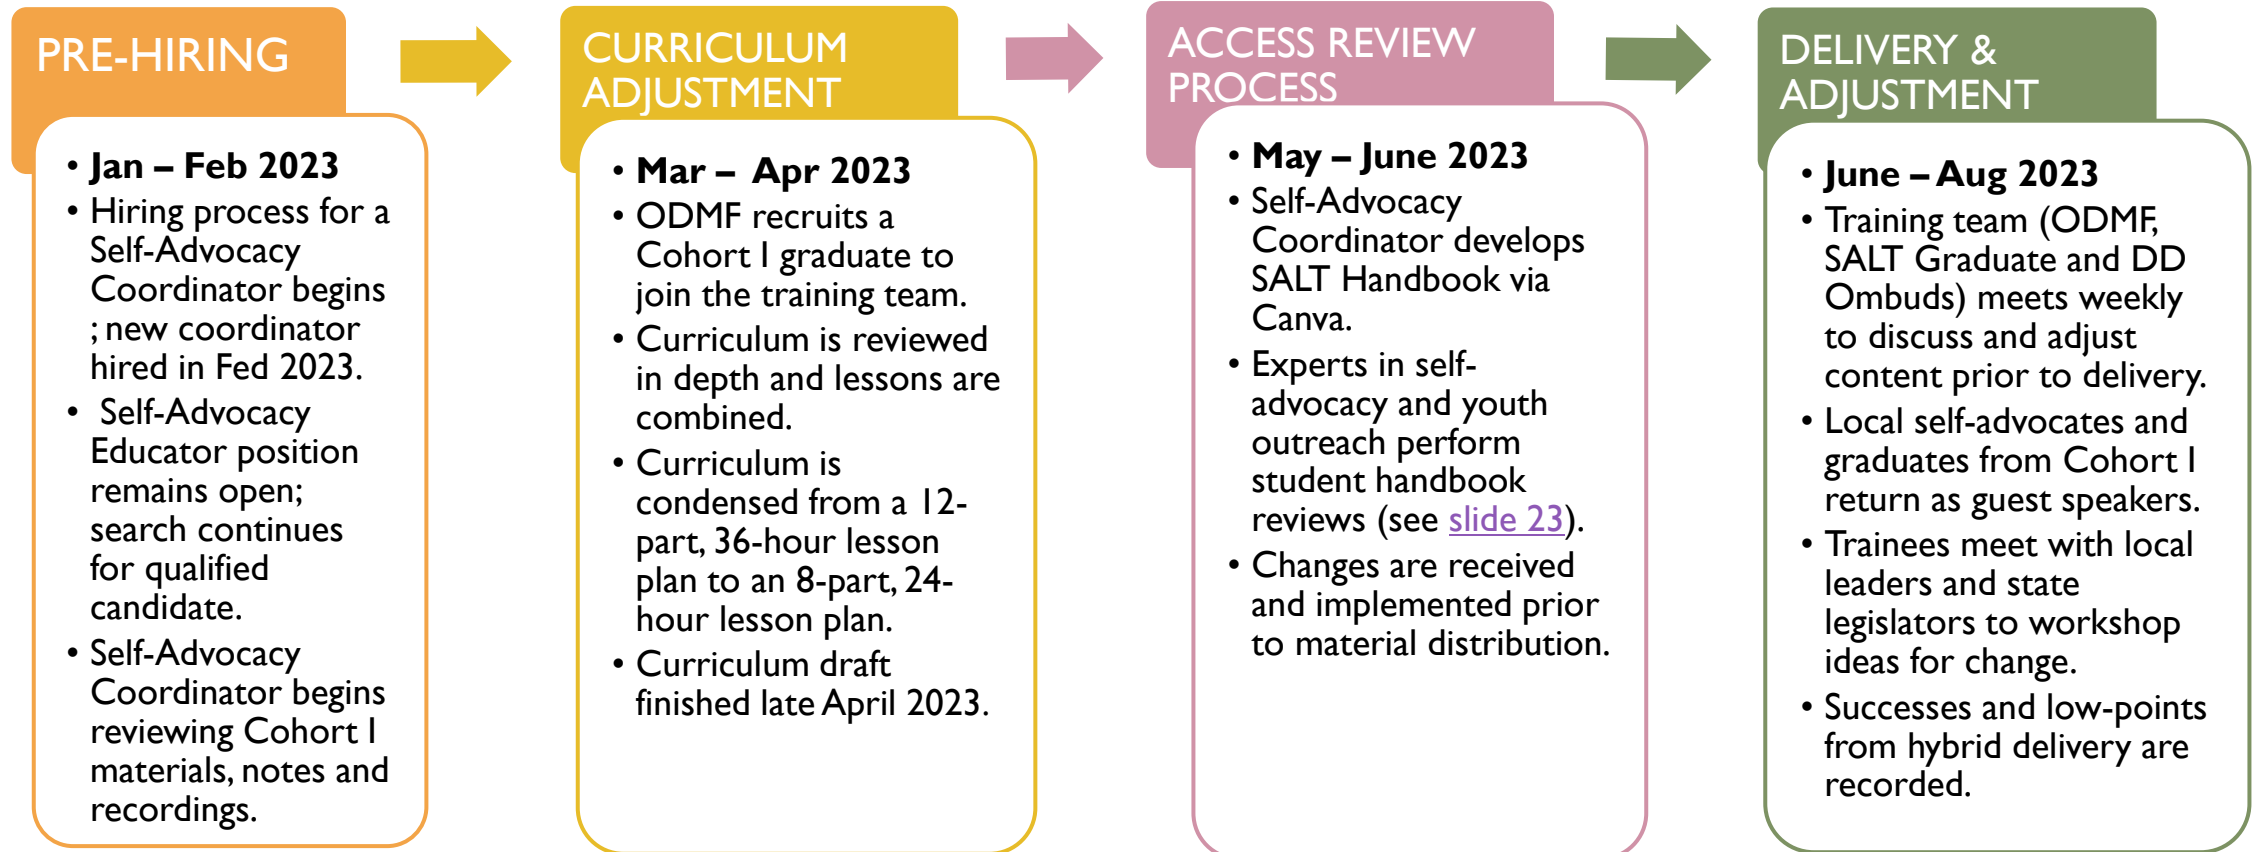 PRE-HIRING
• Jan – Feb 2023
• Hiring process for a
Self-Advocacy
Coordinator begins
; new coordinator
hired in Fed 2023.
• Self-Advocacy
Educator position
remains open;
search continues
for qualified
candidate.
• Self-Advocacy
Coordinator begins
reviewing Cohort I
materials, notes and
recordings.
CURRICULUM
ADJUSTMENT
• Mar – Apr 2023
• ODMF recruits a
Cohort I graduate to
join the training team.
• Curriculum is reviewed
in depth and lessons are
combined.
• Curriculum is
condensed from a 12-
part, 36-hour lesson
plan to an 8-part, 24-
hour lesson plan.
• Curriculum draft
finished late April 2023.
ACCESS REVIEW
PROCESS
• May – June 2023
• Self-Advocacy
Coordinator develops
SALT Handbook via
Canva.
• Experts in self-
advocacy and youth
outreach perform
student handbook
reviews (see slide 23).
• Changes are received
and implemented prior
to material distribution.
DELIVERY &
ADJUSTMENT
• June – Aug 2023
• Training team (ODMF,
SALT Graduate and DD
Ombuds) meets weekly
to discuss and adjust
content prior to delivery.
• Local self-advocates and
graduates from Cohort I
return as guest speakers.
• Trainees meet with local
leaders and state
legislators to workshop
ideas for change.
• Successes and low-points
from hybrid delivery are
recorded.